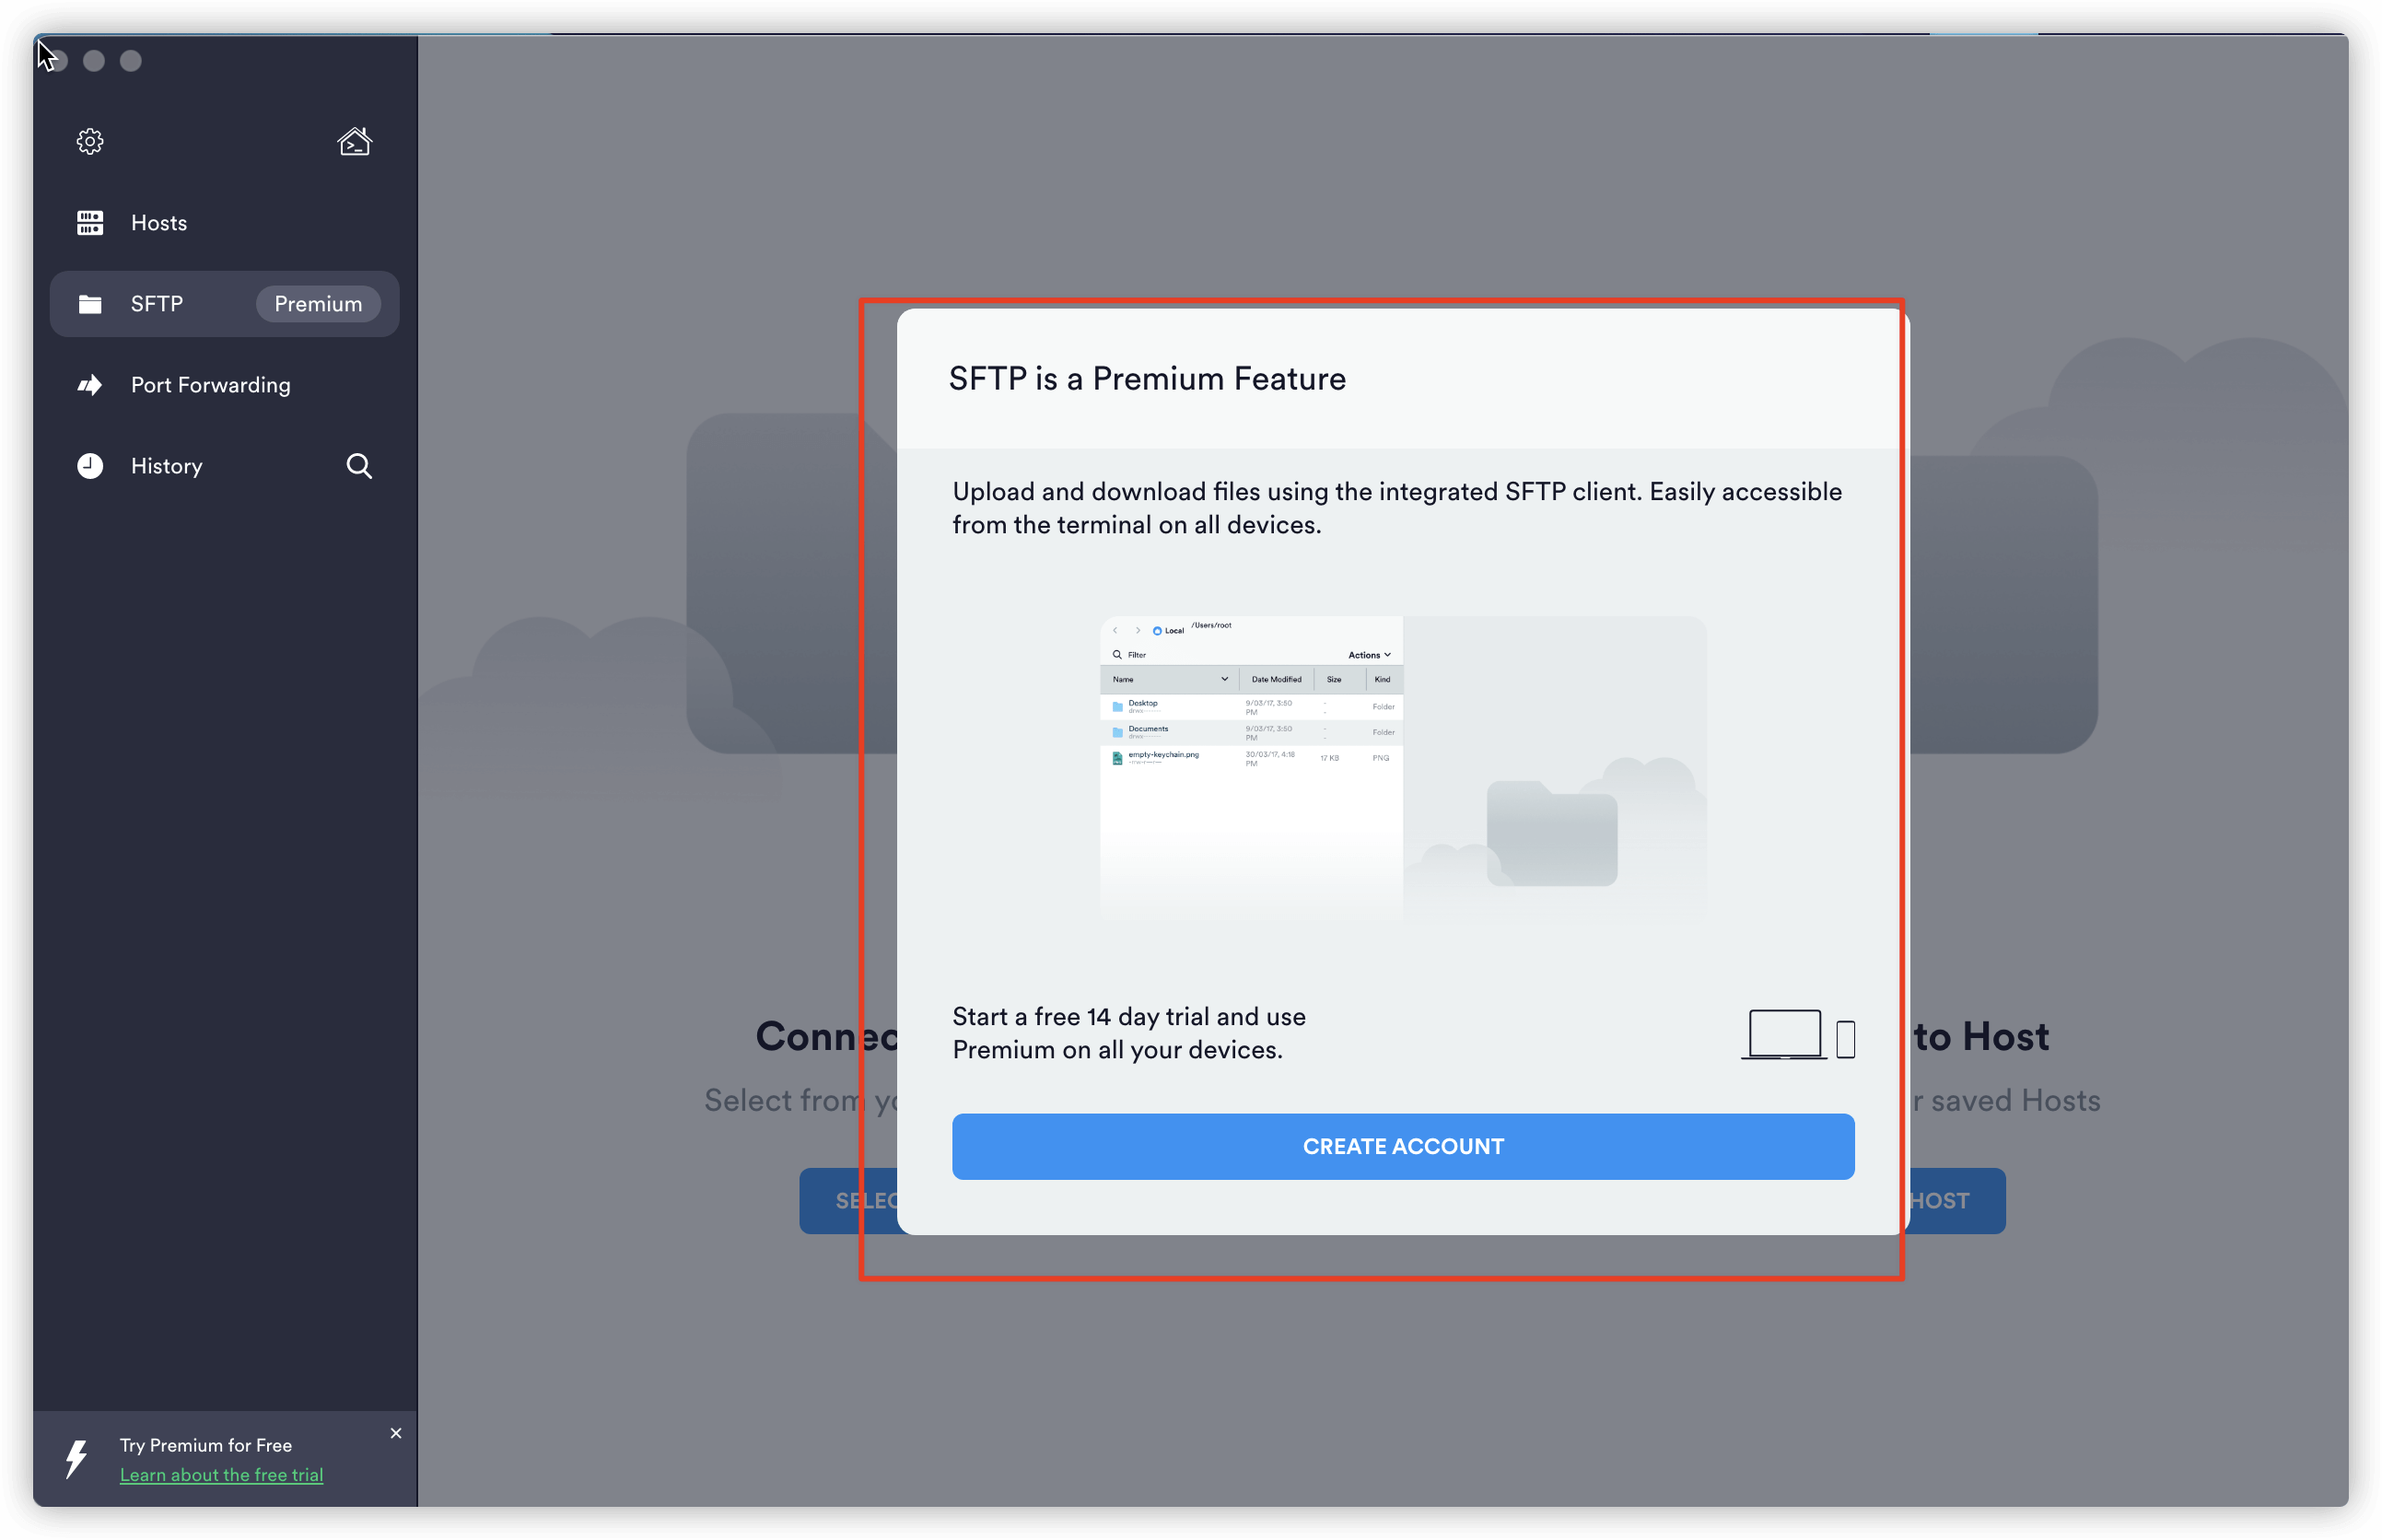 Hosts
SFTP
Premium
Port Forwarding
History
SFTP is a Premium Feature
Upload and download files using the integrated SFTP client. Easily accessible
from the terminal on all devices.
Local
/Users/root
Filter
Actions
Name
Date Modified
Size
Kind
Desktop
9/03/17, 3:50
PM
Folder
Documents
9/03/17, 3:50
PM
Folder
empty-keychain.png
30/03/17, 4:18
PM
17 KB
PNG
Start a free 14 day trial and use
Premium on all your devices.
CREATE ACCOUNT
Connec
to Host
Select from yo
r saved Hosts
SELEC
HOST
Try Premium for Free
Learn about the free trial